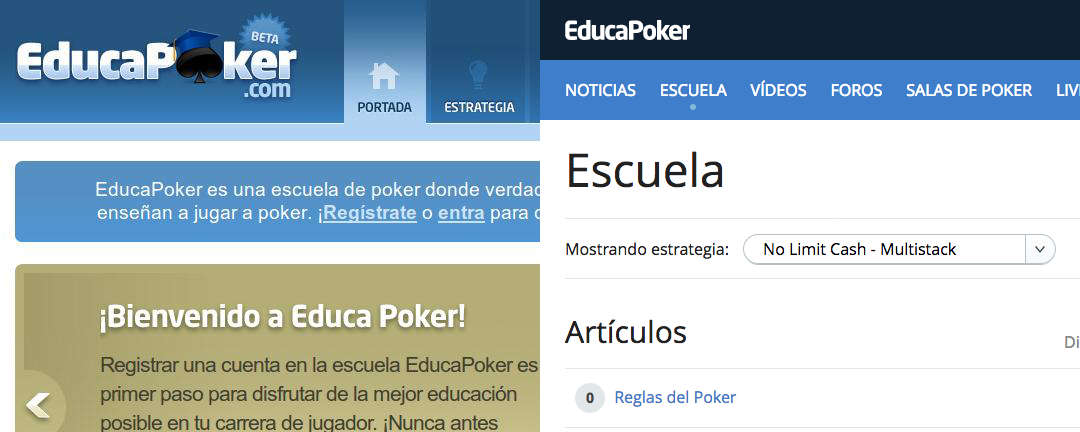 EducaPoker
.com
BETA
PORTADA
ESTRATEGIA
EducaPoker es una escuela de poker donde
enseñan a jugar a poker. ¡Regístrate o entra para
¡Bienvenido a Educa Poker!
Registrar una cuenta en la escuela EducaPoker es
primer paso para disfrutar de la mejor educación
posible en tu carrera de jugador. ¡Nunca antes
EducaPoker
NOTICIAS ESCUELA VÍDEOS FOROS SALAS DE POKER
Escuela
Mostrando estrategia: No Limit Cash - Multistack
Artículos
0 Reglas del Poker